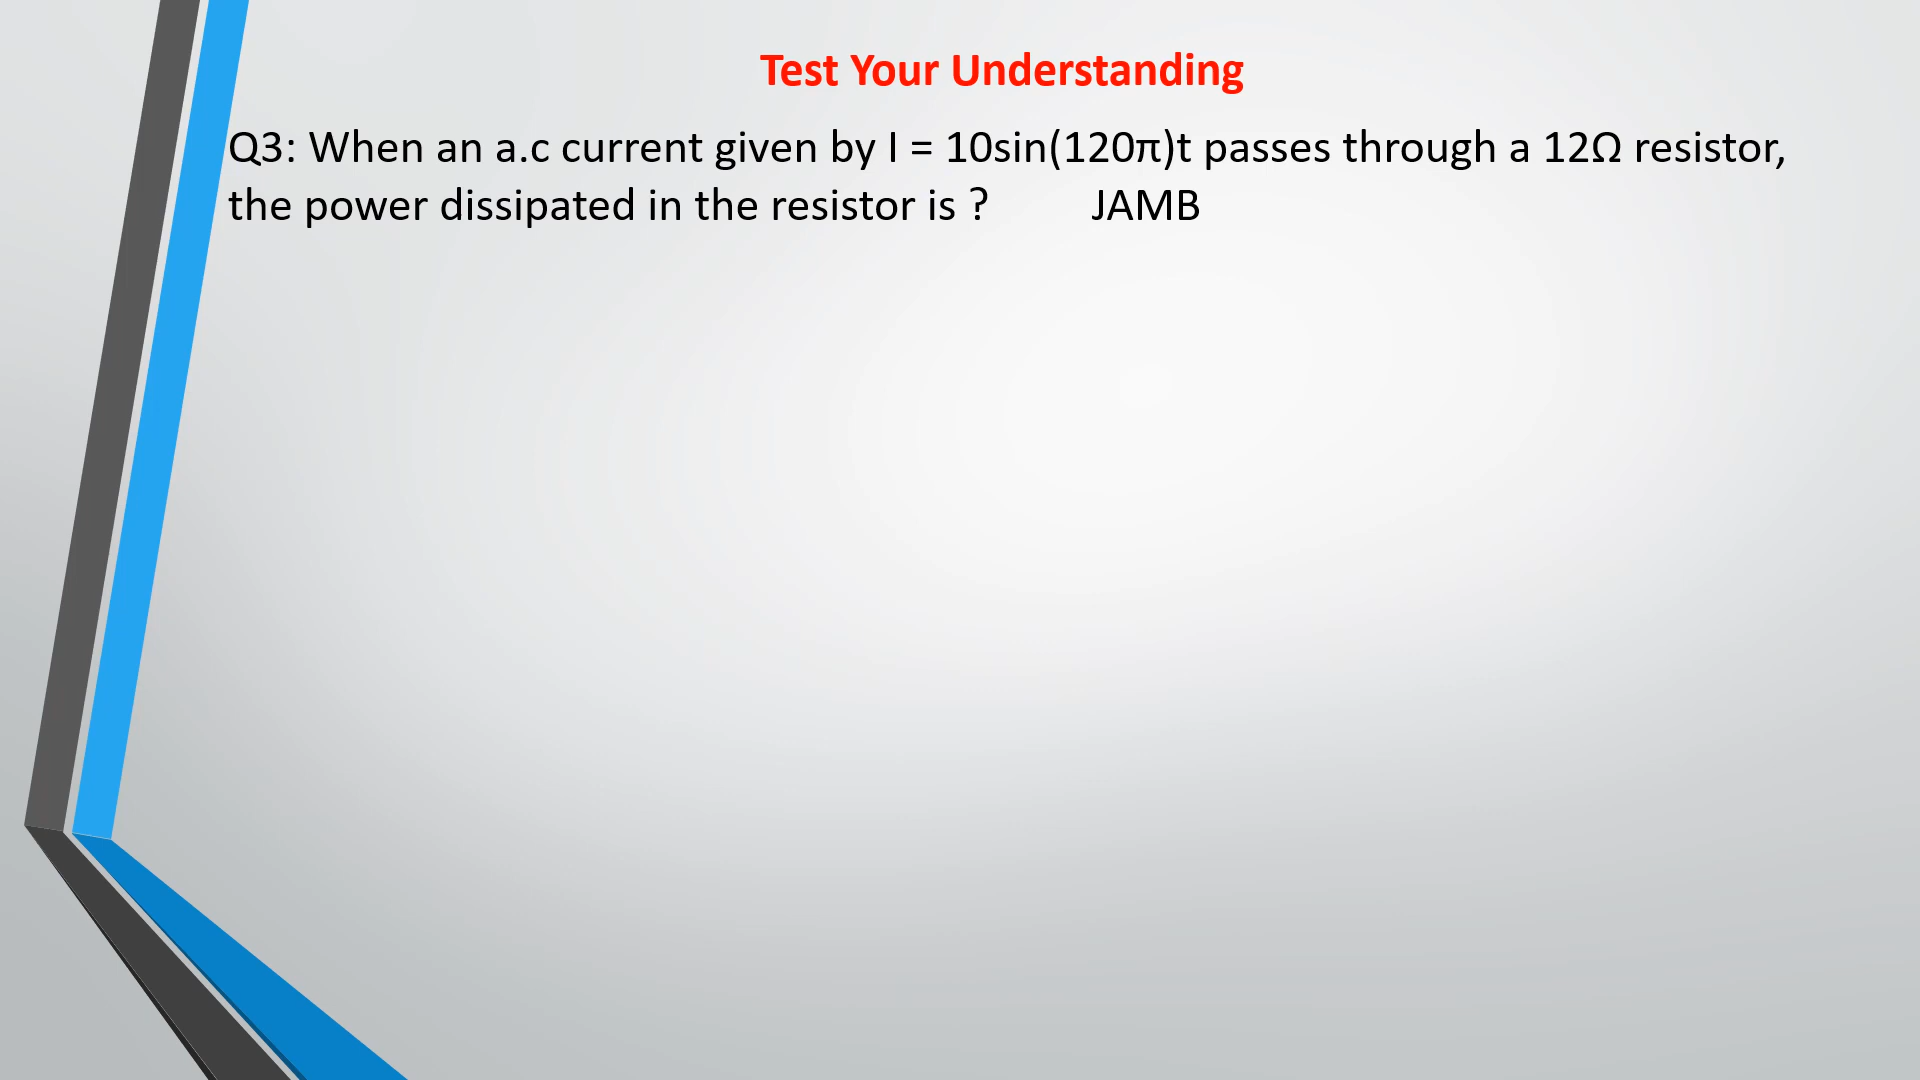 Test Your Understanding
Q3: When an a.c current given by I = 10sin(120π)t passes through a 12Ω resistor,
the power dissipated in the resistor is ? JAMB